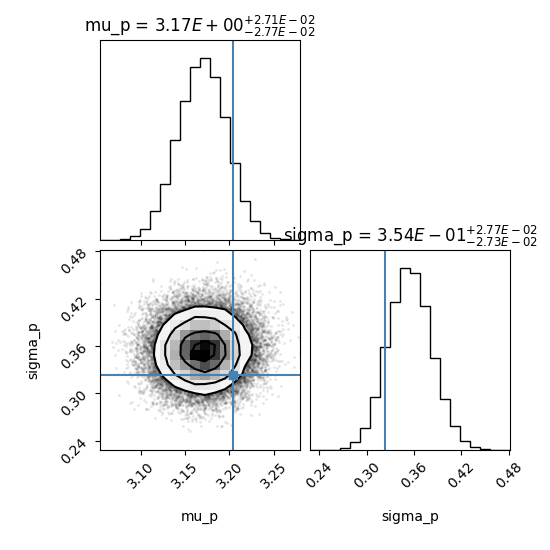 mu_p = 3.17E + 00 +2.71E − 02 −2.77E − 02
sigma_p = 3.54E − 01 +2.77E − 02 −2.73E − 02
0.48
0.42
0.36
0.30
0.24
sigma_p
3.10 3.15 3.20 3.25
0.24 0.30 0.36 0.42 0.48
mu_p
sigma_p